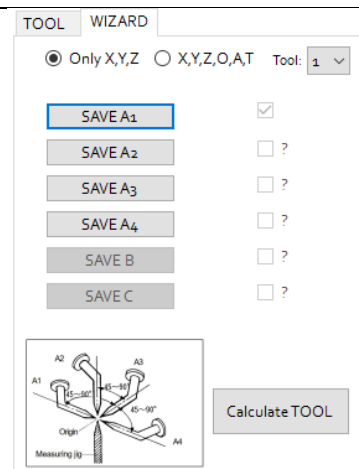 TOOL WIZARD
Only X,Y,Z X,Y,Z,O,A,T Tool: 1
SAVE A1
SAVE A2 ?
SAVE A3 ?
SAVE A4 ?
SAVE B ?
SAVE C ?
A2 A3
A1 45~90° 45~90°
45~90°
Origin
A4
Measuring jig
Calculate TOOL